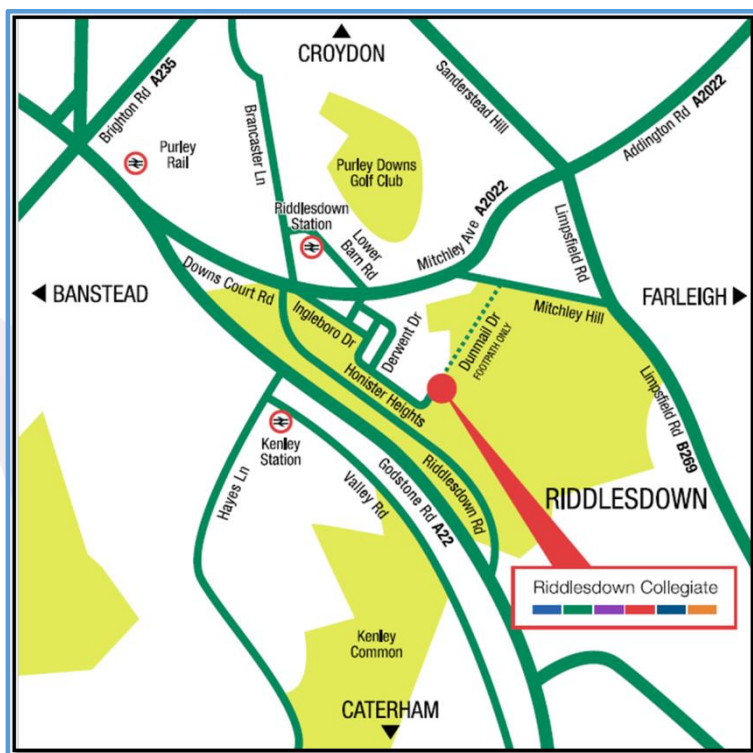 CROYDON
Brighton Rd A235
Purley
Rail
Brancaster Ln
Purley Downs
Golf Club
Sanderstead Hill
Addington Rd A2022
Riddlesdown
Station
Lower
Barn Rd
Mitchley Ave A2022
Limpsfield Rd
BANSTEAD
Downs Court Rd
Ingleboro Dr
Derwent Dr
Dunmail Dr
FOOTPATH ONLY
Mitchley Hill
FARLEIGH
Honister Heights
Limpsfield Rd B269
Kenley
Station
Hayes Ln
Valley Rd
Godstone Rd A22
Riddlesdown Rd
RIDDLESDOWN
Riddlesdown Collegiate
Kenley
Common
CATERHAM